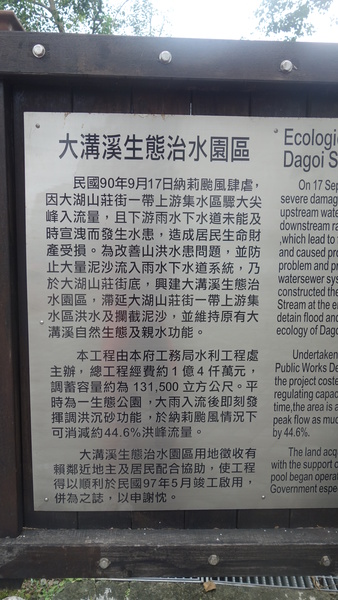 大溝溪生態治水園區
民國90年9月17日納莉颱風肆虐，
因大湖山莊街一帶上游集水區驟大尖
峰入流量，且下游雨水下水道未能及
時宣洩而發生水患，造成居民生命財
產受損。為改善山洪水患問題，並防
止大量泥沙流入雨水下水道系統，乃
於大湖山莊街底，興建大溝溪生態治
水園區，滯延大湖山莊街一帶上游集
水區洪水及攔截泥沙，並維持原有大
溝溪自然生態及親水功能。
本工程由本府工務局水利工程處
主辦，總工程經費約1億4仟萬元，
調蓄容量約為131,500立方公尺。平
時為一生態公園，大雨入流後即刻發
揮調洪沉砂功能，於納莉颱風情況下
可消減約44.6%洪峰流量。
大溝溪生態治水園區用地徵收有
賴鄰近地主及居民配合協助，使工程
得以順利於民國97年5月竣工啟用，
併為之誌，以申謝忱。
Ecologic
Dagoi S
On 17 Sep
severe damag
upstream wate
downstream ra
,which lead to
and caused pro
problem and pr
watersewer sys
constructed the
Stream at the e
detain flood and
ecology of Dago
Undertaken
Public Works De
the project coste
regulating capac
time,the area is a
peak flow as muc
by 44.6%.
The land acq
with the support o
pool began operat
Government espe